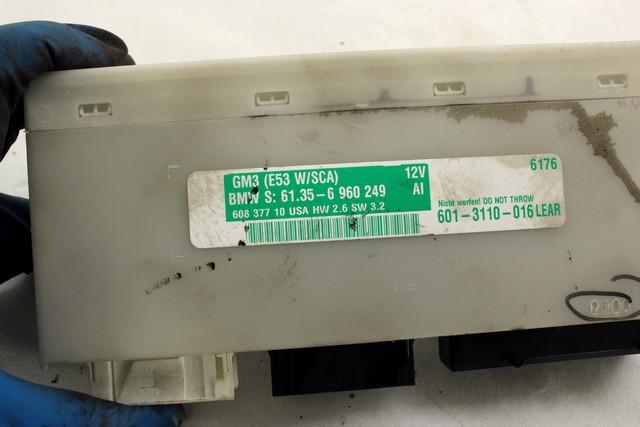 GM3 (E53 W/SCA) 12V
BMW S: 61.35-6 960 249 AI
608 377 10 USA HW 2.6 SW 3.2
6176
Nicht werfen! DO NOT THROW
601-3110-016 LEAR